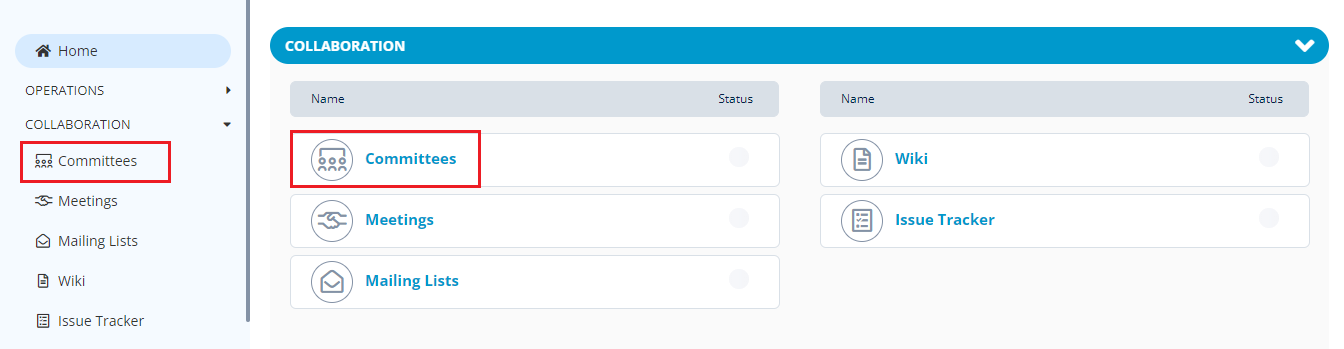 Home
OPERATIONS
COLLABORATION
Committees
Meetings
Mailing Lists
Wiki
Issue Tracker
COLLABORATION
Name Status
Committees
Meetings
Mailing Lists
Name Status
Wiki
Issue Tracker